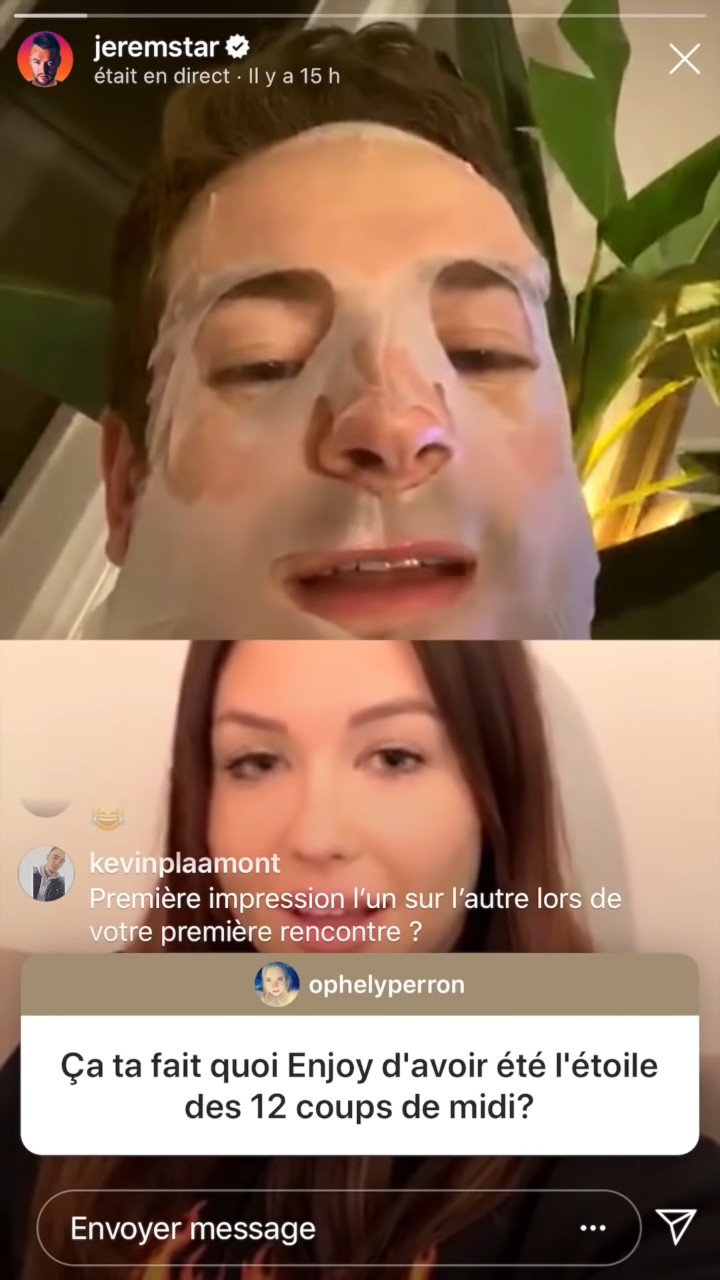 jeremstar
était en direct · Il y a 15 h
😂
kevinplaamont
Première impression l’un sur l’autre lors de
votre première rencontre ?
ophelyperron
Ça ta fait quoi Enjoy d'avoir été l'étoile
des 12 coups de midi?
Envoyer message